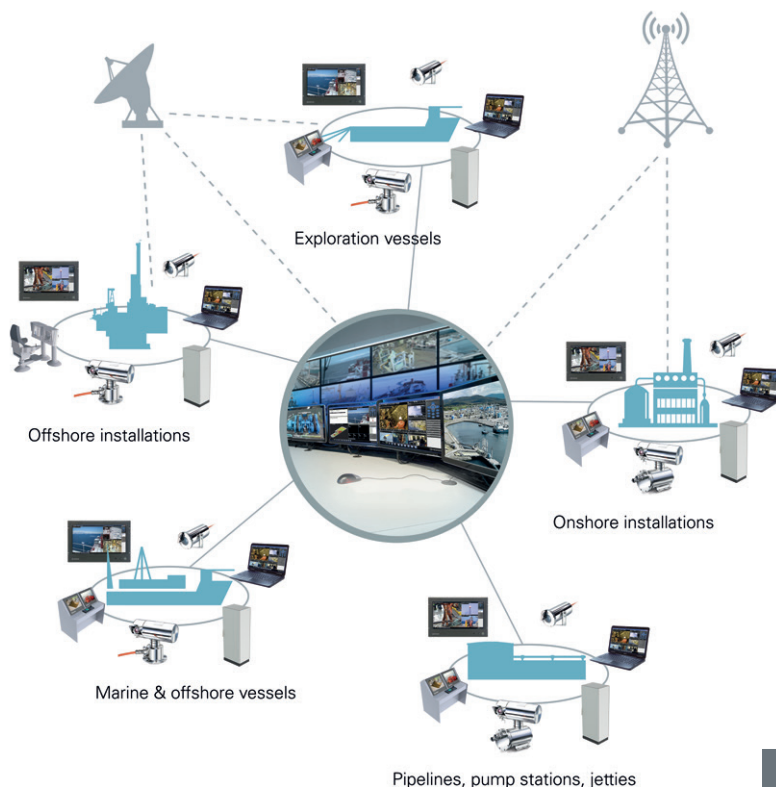 Exploration vessels
Offshore installations
Onshore installations
Marine & offshore vessels
Pipelines, pump stations, jetties